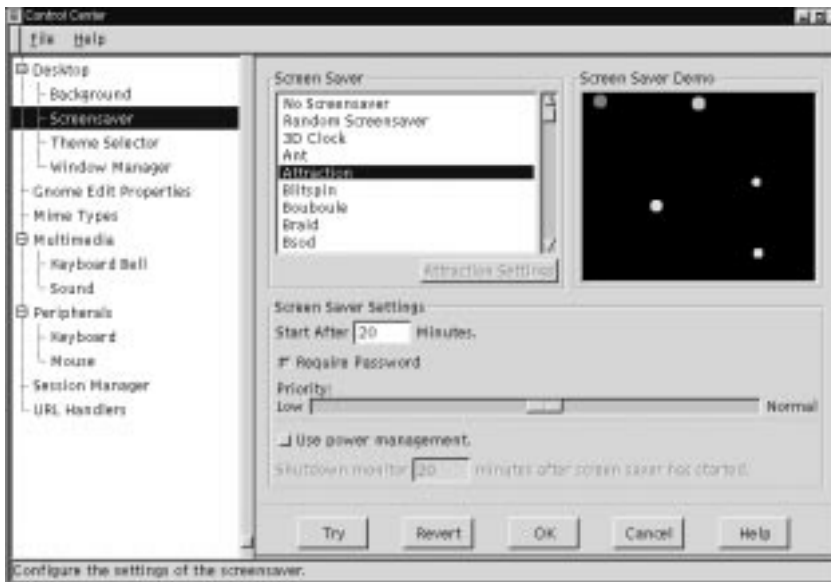 Control Center
File Help
Desktop
Background
Screensaver
Theme Selector
Window Manager
Gnome Edit Properties
Mime Types
Multimedia
Keyboard Bell
Sound
Peripherals
Keyboard
Mouse
Session Manager
URL Handlers
Screen Saver
No Screensaver
Random Screensaver
3D Clock
Ant
Attraction
Blitspin
Bouboule
Braid
Bsod
Attraction Settings
Screen Saver Demo
Screen Saver Settings
Start After 20 Minutes.
Require Password
Priority:
Low Normal
Use power management.
Shutdown monitor 20 minutes after screen saver has started.
Try Revert OK Cancel Help
Configure the settings of the screensaver.